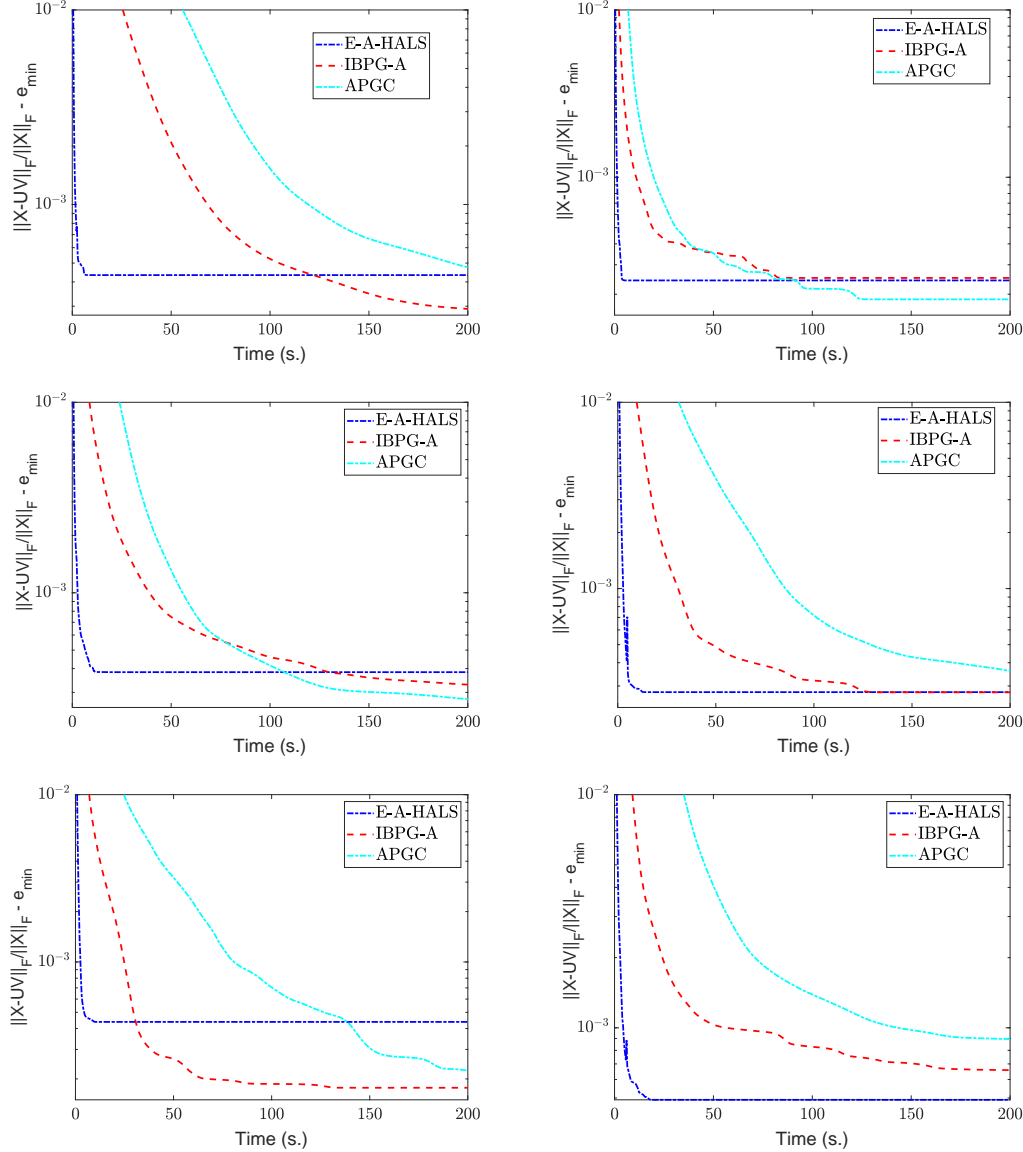 10^-2
10^-3
||X-UV||_F/||X||_F - e_min
E-A-HALS
IBPG-A
APGC
0
50
100
150
200
Time (s.)
10^-2
10^-3
||X-UV||_F/||X||_F - e_min
E-A-HALS
IBPG-A
APGC
0
50
100
150
200
Time (s.)
10^-2
10^-3
||X-UV||_F/||X||_F - e_min
E-A-HALS
IBPG-A
APGC
0
50
100
150
200
Time (s.)
10^-2
10^-3
||X-UV||_F/||X||_F - e_min
E-A-HALS
IBPG-A
APGC
0
50
100
150
200
Time (s.)
10^-2
10^-3
||X-UV||_F/||X||_F - e_min
E-A-HALS
IBPG-A
APGC
0
50
100
150
200
Time (s.)
10^-2
10^-3
||X-UV||_F/||X||_F - e_min
E-A-HALS
IBPG-A
APGC
0
50
100
150
200
Time (s.)